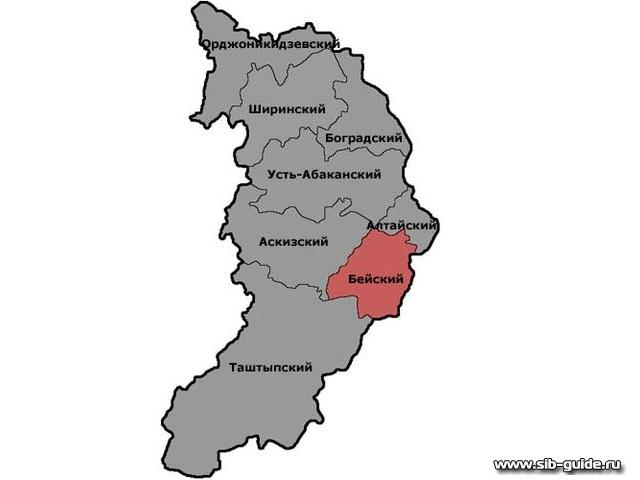 Орджоникидзевский
Ширинский
Боградский
Усть-Абаканский
Алтайский
Аскизский
Бейский
Таштыпский
www.sib-guide.ru